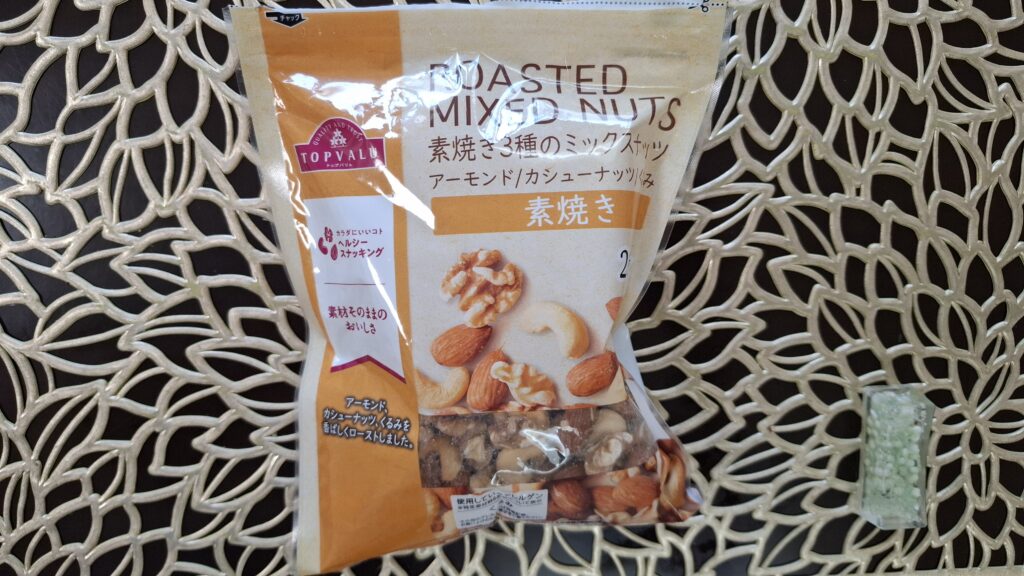 チャック
ROASTED
MIXED NUTS
素焼き3種のミックスナッツ
アーモンド/カシューナッツ/くるみ
素焼き
TOPVALU
トップバリュ
カラダにいいコト
ヘルシー
スナッキング
素材そのままの
おいしさ
アーモンド、
カシューナッツ、くるみを
香ばしくローストしました。